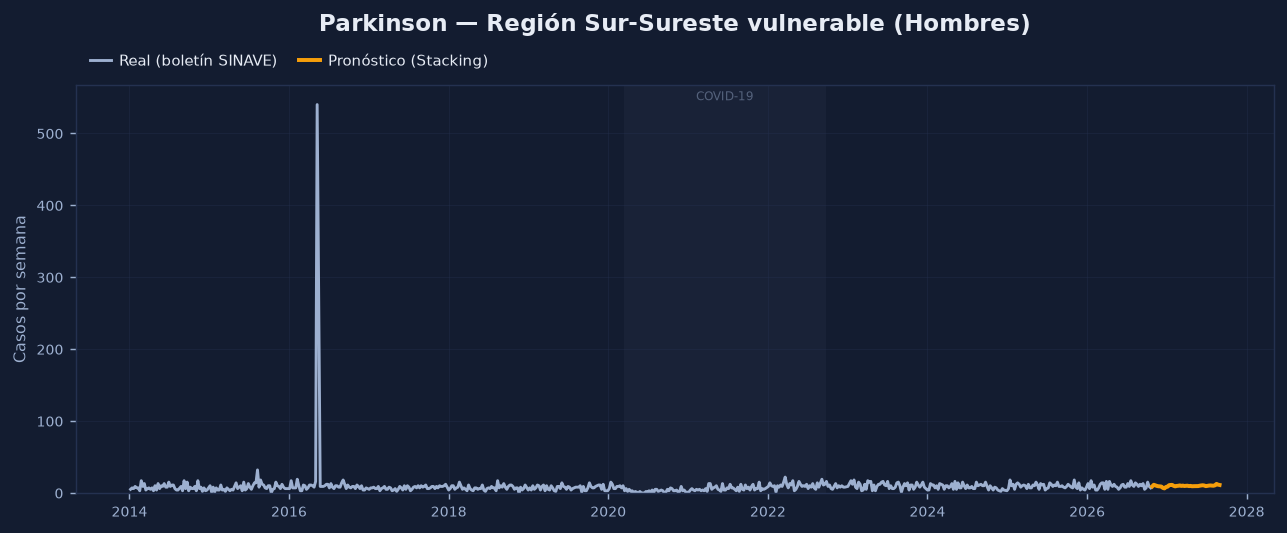 Parkinson — Región Sur-Sureste vulnerable (Hombres)
Real (boletín SINAVE)
Pronóstico (Stacking)
COVID-19
Casos por semana
500
400
300
200
100
0
2014
2016
2018
2020
2022
2024
2026
2028